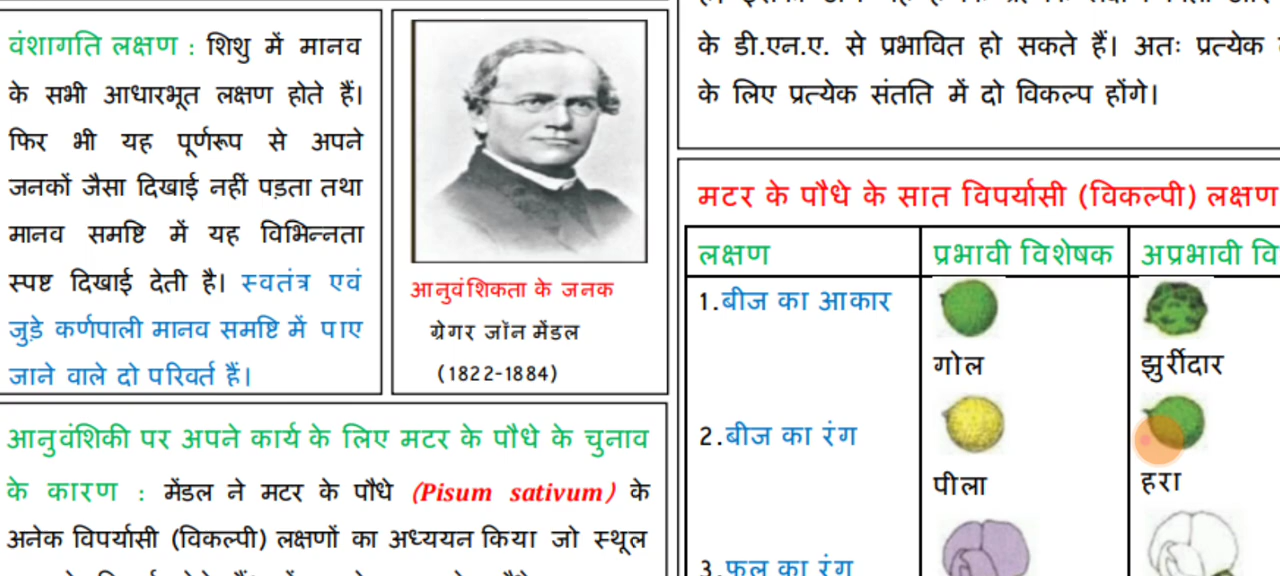 वंशागति लक्षण : शिशु में मानव
के सभी आधारभूत लक्षण होते हैं।
फिर भी यह पूर्णरूप से अपने
जनकों जैसा दिखाई नहीं पड़ता तथा
मानव समष्टि में यह विभिन्नता
स्पष्ट दिखाई देती है। स्वतंत्र एवं
जुड़े कर्णपाली मानव समष्टि में पाए
जाने वाले दो परिवर्त हैं।
आनुवंशिकता के जनक
ग्रेगर जॉन मेंडल
(1822-1884)
आनुवंशिकी पर अपने कार्य के लिए मटर के पौधे के चुनाव
के कारण : मेंडल ने मटर के पौधे (Pisum sativum) के
अनेक विपर्यासी (विकल्पी) लक्षणों का अध्ययन किया जो स्थूल
के डी.एन.ए. से प्रभावित हो सकते हैं। अतः प्रत्येक
के लिए प्रत्येक संतति में दो विकल्प होंगे।
मटर के पौधे के सात विपर्यासी (विकल्पी) लक्षण
लक्षण प्रभावी विशेषक अप्रभावी वि
1.बीज का आकार
गोल झुर्रीदार
2.बीज का रंग
पीला हरा
3.फूल का रंग